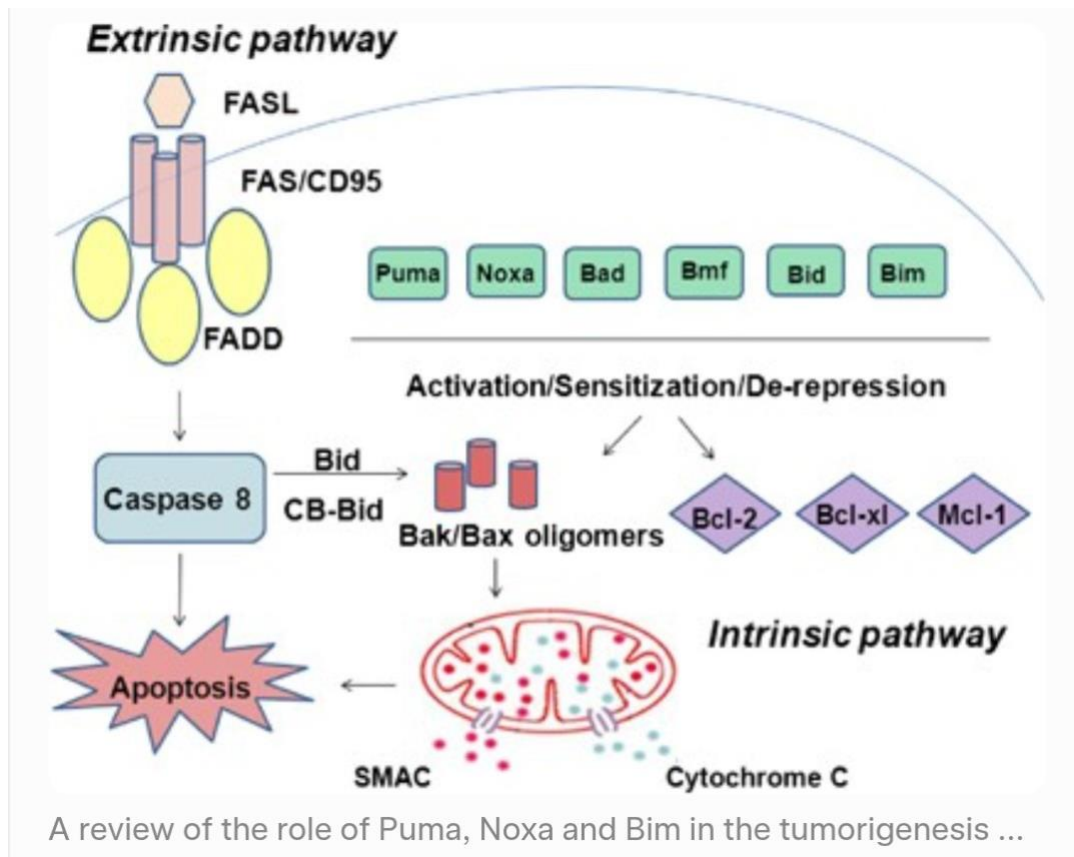 Extrinsic pathway
FASL
FAS/CD95
Puma Noxa Bad Bmf Bid Bim
FADD
Activation/Sensitization/De-repression
Bid
Caspase 8
CB-Bid
Bcl-2 Bcl-xl Mcl-1
Bak/Bax oligomers
Intrinsic pathway
Apoptosis
SMAC
Cytochrome C
A review of the role of Puma, Noxa and Bim in the tumorigenesis ...